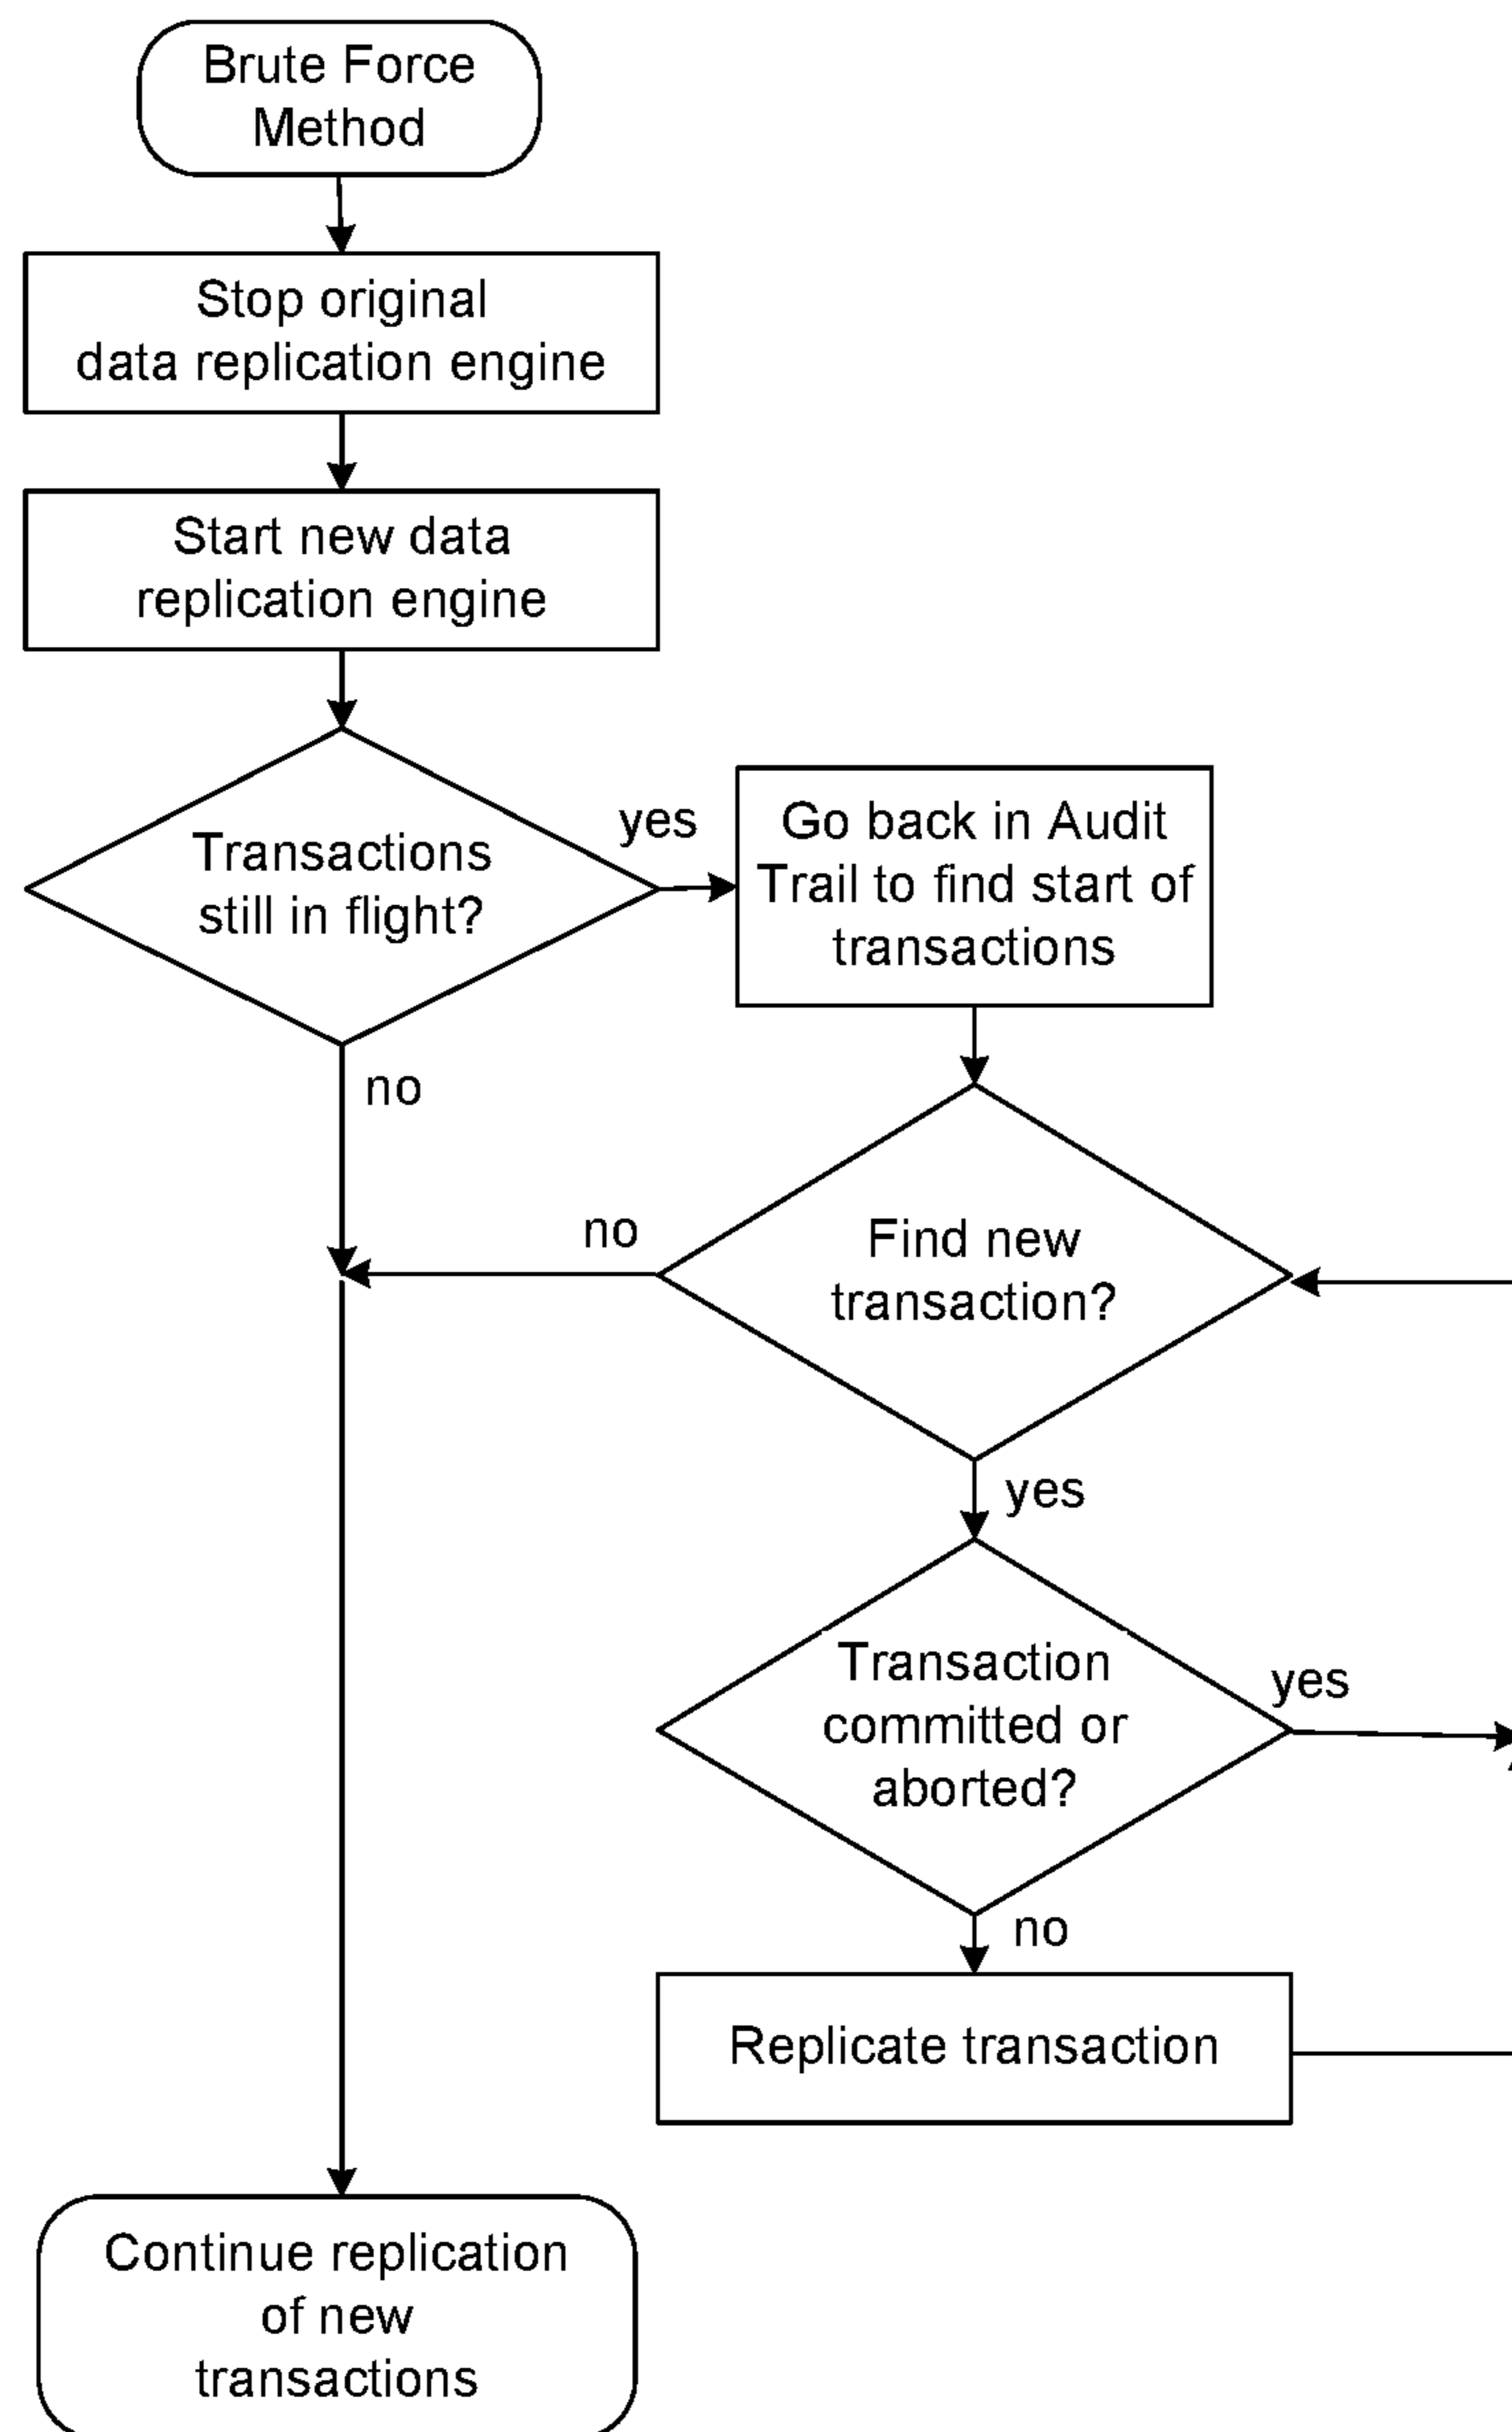 Brute Force
Method
Stop original
data replication engine
Start new data
replication engine
Transactions
still in flight?
yes
no
Go back in Audit
Trail to find start of
transactions
Find new
transaction?
no
yes
Transaction
committed or
aborted?
yes
no
Replicate transaction
Continue replication
of new
transactions